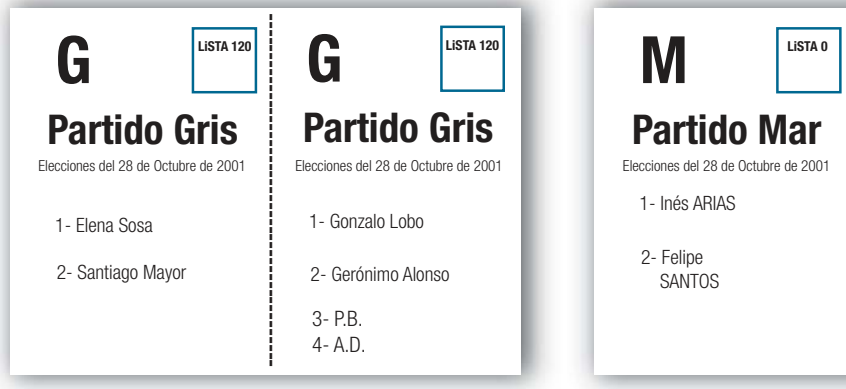 G
LiSTA 120
Partido Gris
Elecciones del 28 de Octubre de 2001
1- Elena Sosa
2- Santiago Mayor
G
LiSTA 120
Partido Gris
Elecciones del 28 de Octubre de 2001
1- Gonzalo Lobo
2- Gerónimo Alonso
3- P.B.
4- A.D.
M
LiSTA 0
Partido Mar
Elecciones del 28 de Octubre de 2001
1- Inés ARIAS
2- Felipe
SANTOS